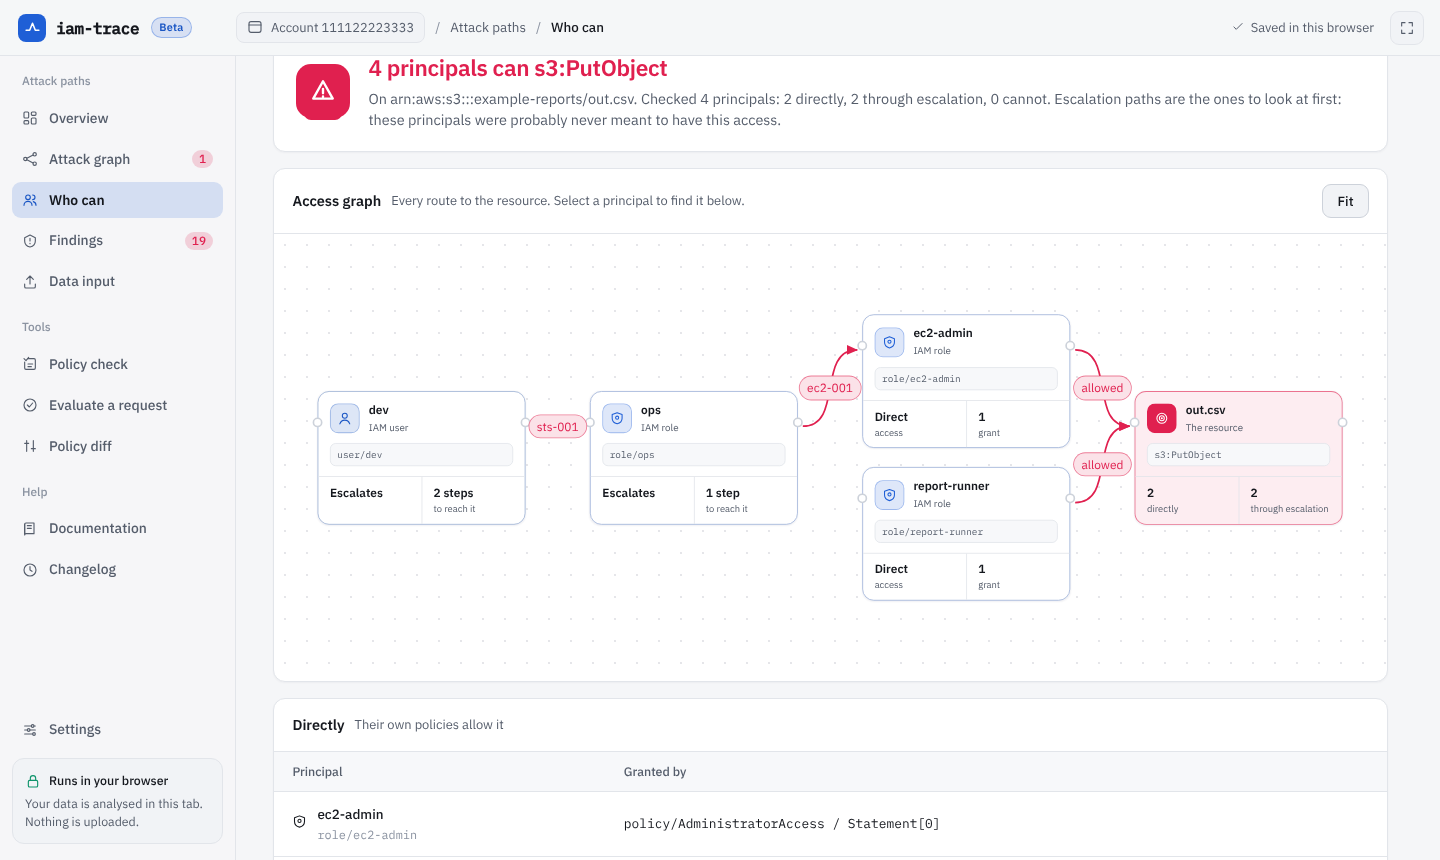 iam-trace
Beta
Account 111122223333 / Attack paths / Who can
Saved in this browser
Attack paths
Overview
Attack graph 1
Who can
Findings 19
Data input
Tools
Policy check
Evaluate a request
Policy diff
Help
Documentation
Changelog
Settings
Runs in your browser
Your data is analysed in this tab.
Nothing is uploaded.
4 principals can s3:PutObject
On arn:aws:s3:::example-reports/out.csv. Checked 4 principals: 2 directly, 2 through escalation, 0 cannot. Escalation paths are the ones to look at first:
these principals were probably never meant to have this access.
Access graph Every route to the resource. Select a principal to find it below.
Fit
dev
IAM user
user/dev
Escalates
2 steps
to reach it
sts-001
ops
IAM role
role/ops
Escalates
1 step
to reach it
ec2-001
ec2-admin
IAM role
role/ec2-admin
Direct
access
1
grant
allowed
report-runner
IAM role
role/report-runner
Direct
access
1
grant
allowed
out.csv
The resource
s3:PutObject
2
directly
2
through escalation
Directly Their own policies allow it
Principal Granted by
ec2-admin
role/ec2-admin
policy/AdministratorAccess / Statement[0]